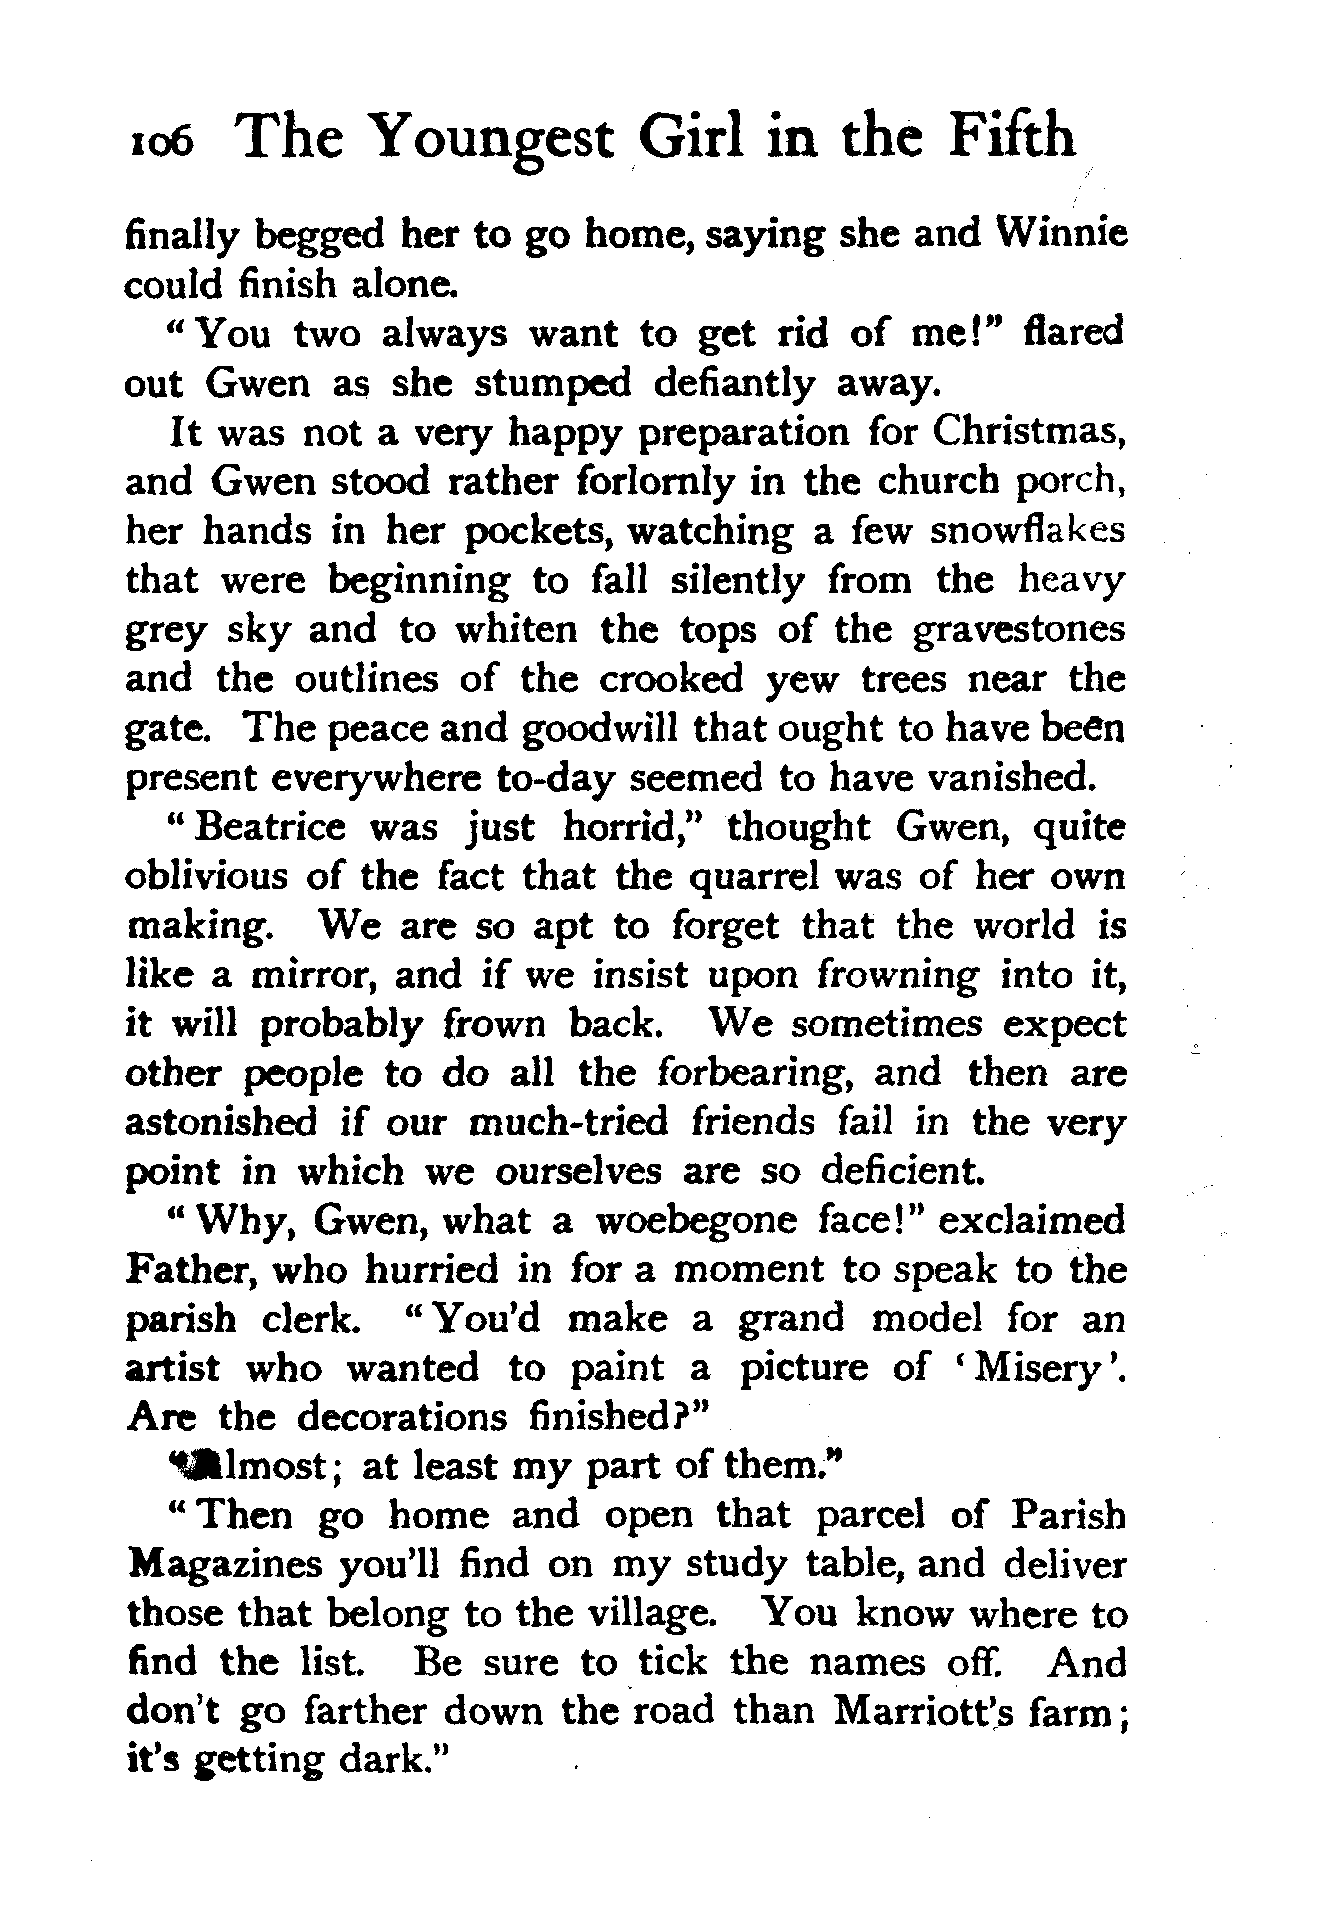 106 The Youngest Girl in the Fifth
finally begged her to go home, saying she and Winnie
could finish alone.
“You two always want to get rid of me!” flared
out Gwen as she stumped defiantly away.
It was not a very happy preparation for Christmas,
and Gwen stood rather forlornly in the church porch,
her hands in her pockets, watching a few snowflakes
that were beginning to fall silently from the heavy
grey sky and to whiten the tops of the gravestones
and the outlines of the crooked yew trees near the
gate. The peace and goodwill that ought to have been
present everywhere to-day seemed to have vanished.
“Beatrice was just horrid,” thought Gwen, quite
oblivious of the fact that the quarrel was of her own
making. We are so apt to forget that the world is
like a mirror, and if we insist upon frowning into it,
it will probably frown back. We sometimes expect
other people to do all the forbearing, and then are
astonished if our much-tried friends fail in the very
point in which we ourselves are so deficient.
“Why, Gwen, what a woebegone face!” exclaimed
Father, who hurried in for a moment to speak to the
parish clerk. “You'd make a grand model for an
artist who wanted to paint a picture of ‘Misery’.
Are the decorations finished?”
“Almost; at least my part of them.”
“Then go home and open that parcel of Parish
Magazines you'll find on my study table, and deliver
those that belong to the village. You know where to
find the list. Be sure to tick the names off. And
don't go farther down the road than Marriott's farm;
it's getting dark.”